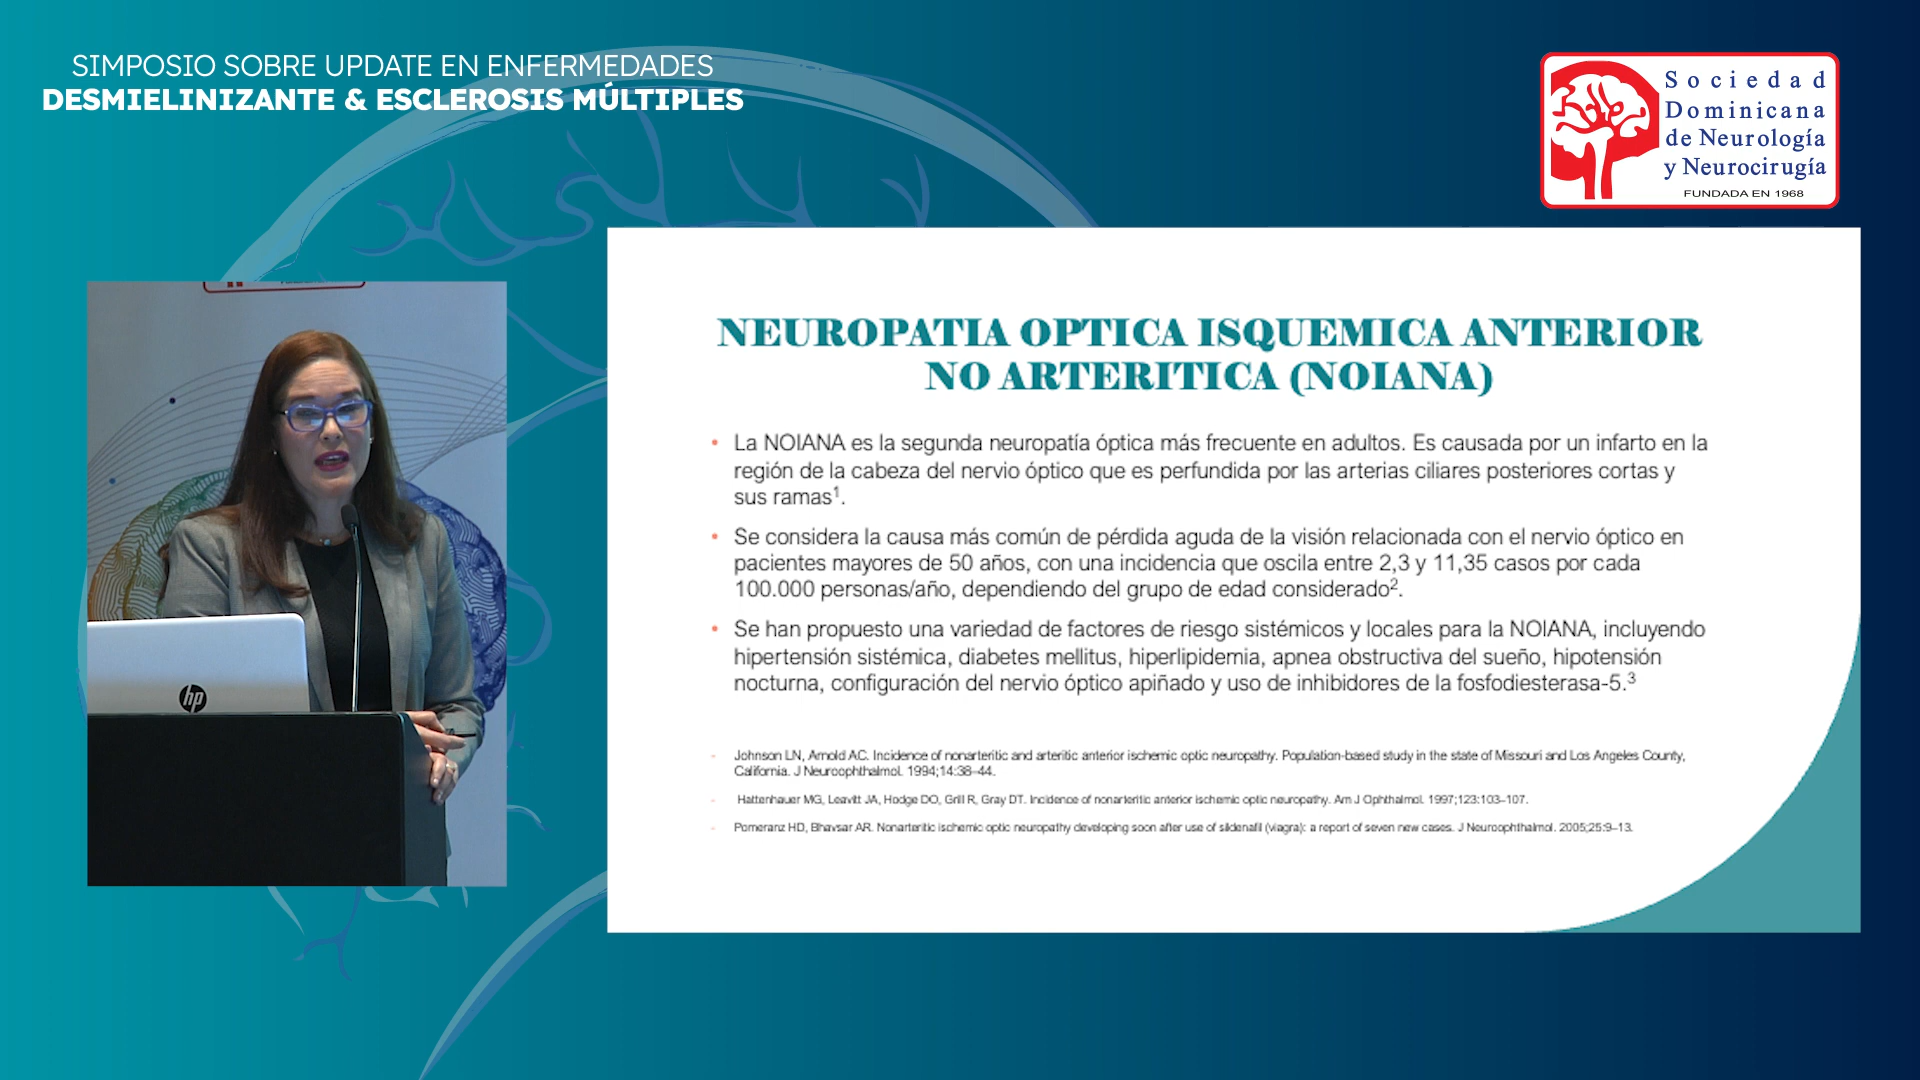 SIMPOSIO SOBRE UPDATE EN ENFERMEDADES
DESMIELINIZANTE & ESCLEROSIS MÚLTIPLES
Sociedad
Dominicana
de Neurología
y Neurocirugía
FUNDADA EN 1968
NEUROPATIA OPTICA ISQUEMICA ANTERIOR
NO ARTERITICA (NOIANA)
• La NOIANA es la segunda neuropatía óptica más frecuente en adultos. Es causada por un infarto en la
región de la cabeza del nervio óptico que es perfundida por las arterias ciliares posteriores cortas y
sus ramas¹.
• Se considera la causa más común de pérdida aguda de la visión relacionada con el nervio óptico en
pacientes mayores de 50 años, con una incidencia que oscila entre 2,3 y 11,35 casos por cada
100.000 personas/año, dependiendo del grupo de edad considerado².
• Se han propuesto una variedad de factores de riesgo sistémicos y locales para la NOIANA, incluyendo
hipertensión sistémica, diabetes mellitus, hiperlipidemia, apnea obstructiva del sueño, hipotensión
nocturna, configuración del nervio óptico apiñado y uso de inhibidores de la fosfodiesterasa-5.³
- Johnson LN, Arnold AC. Incidence of nonarteritic and arteritic anterior ischemic optic neuropathy. Population-based study in the state of Missouri and Los Angeles County,
California. J Neuroophthalmol. 1994;14:38–44.
- Hattenhauer MG, Leavitt JA, Hodge DO, Grill R, Gray DT. Incidence of nonarteritic anterior ischemic optic neuropathy. Am J Ophthalmol. 1997;123:103–107.
- Pomeranz HD, Bhavsar AR. Nonarteritic ischemic optic neuropathy developing soon after use of sildenafil (viagra): a report of seven new cases. J Neuroophthalmol. 2005;25:9–13.
hp